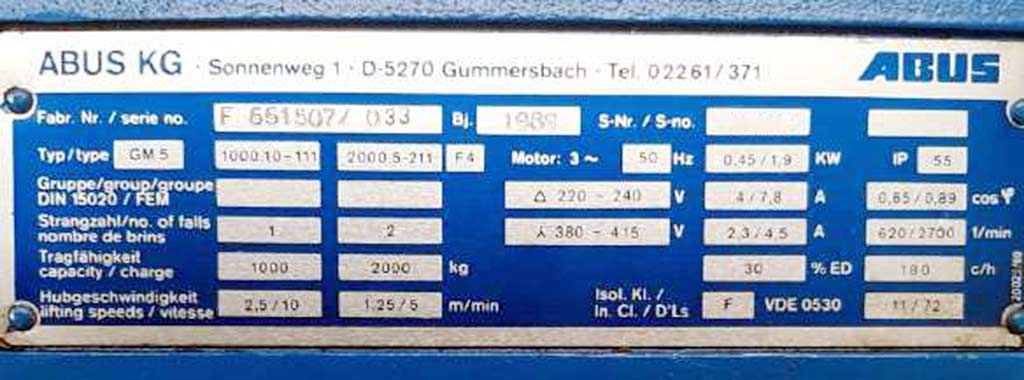 ABUS KG · Sonnenweg 1 · D-5270 Gummersbach · Tel. 02261/371 ABUS
Fabr. Nr. / serie no. F 551507/ 033 Bj. 1989 S-Nr. / S-no.
Typ/type GM 5 1000.10-111 2000.5-211 F4 Motor: 3 ~ 50 Hz 0,45/1,9 KW IP 55
Gruppe/group/groupe
DIN 15020 / FEM Δ 220 - 240 V 4/7,8 A 0,65/0,89 cos φ
Strangzahl/no. of falls
nombre de brins 1 2 ⅄ 380 - 415 V 2,3/4,5 A 620/2700 1/min
Tragfähigkeit
capacity / charge 1000 2000 kg 30 % ED 180 c/h
Hubgeschwindigkeit
lifting speeds / vitesse 2,5/10 1,25/5 m/min Isol. Kl. /
In. Cl. / D'Ls F VDE 0530 11/72